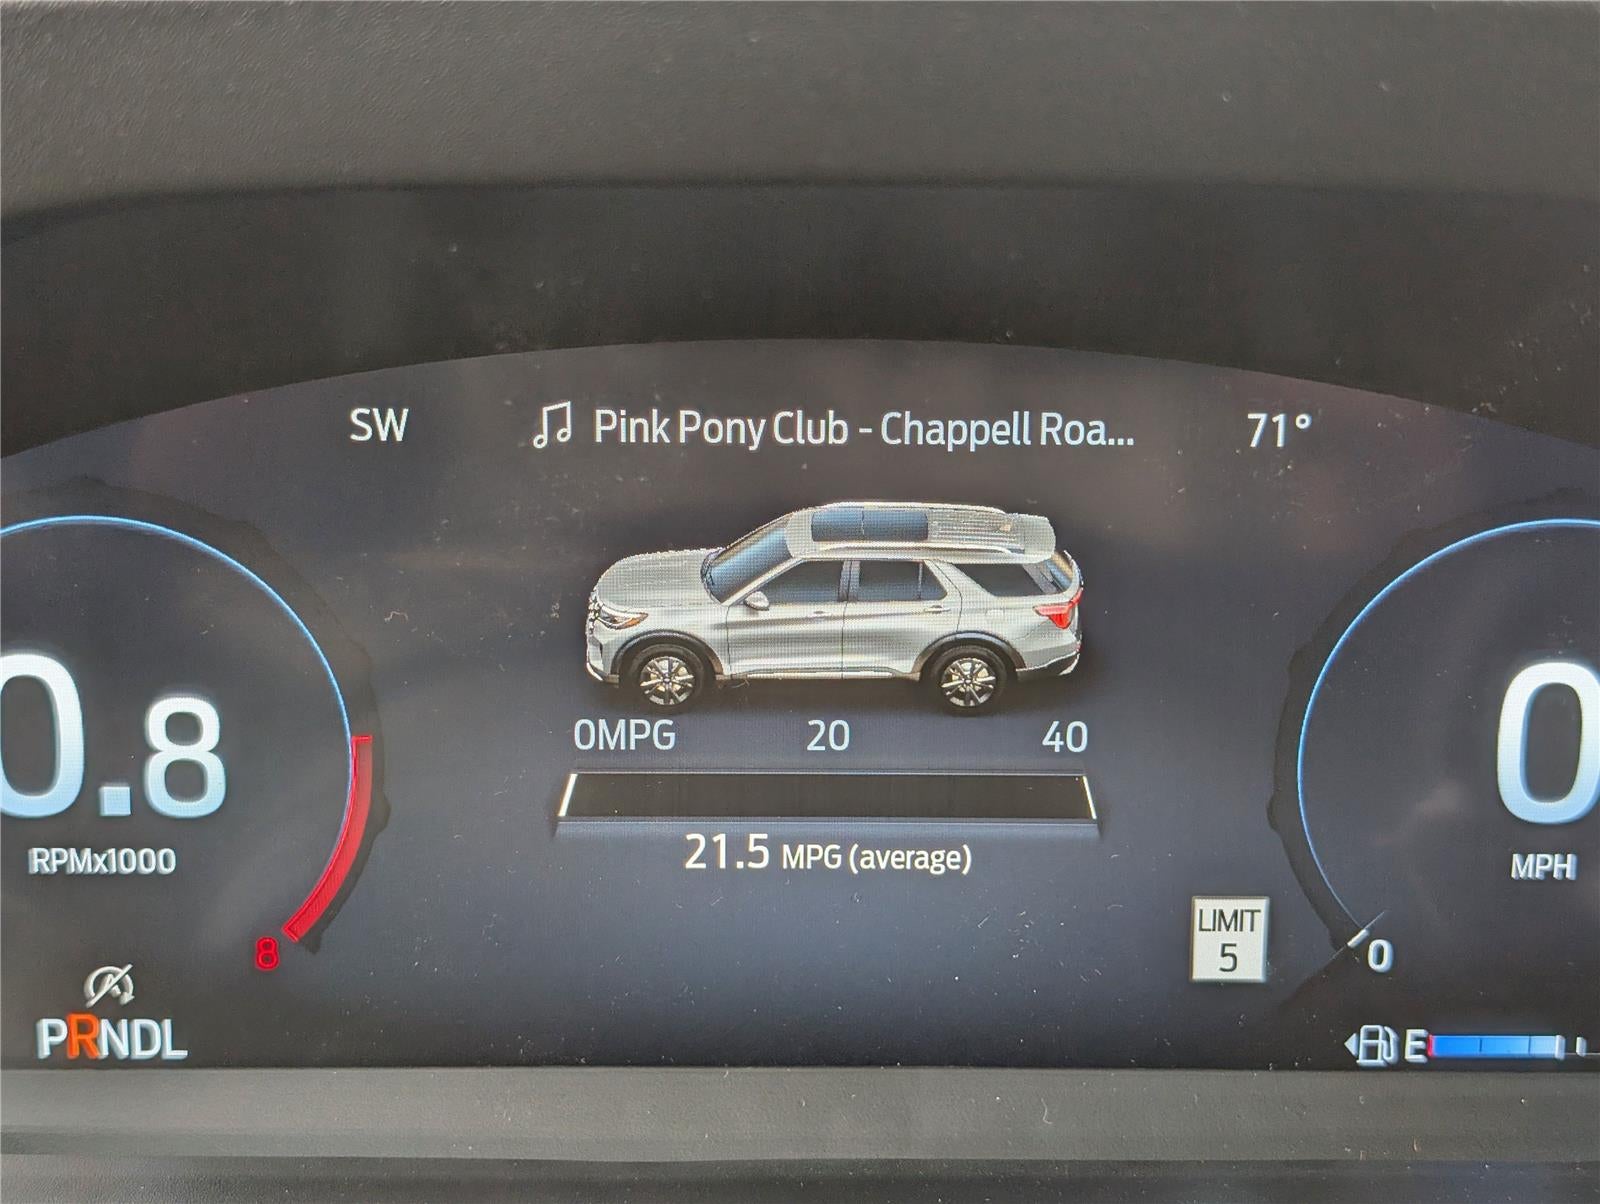 SW
Pink Pony Club - Chappell Roa...
71°
0MPG 20 40
21.5 MPG (average)
0.8
RPMx1000
8
PRNDL
LIMIT
5
0
MPH
0
E